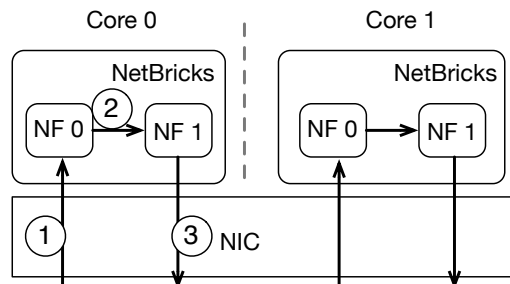 Core 0 Core 1
NetBricks NetBricks
2
NF 0 NF 1 NF 0 NF 1
1 3 NIC